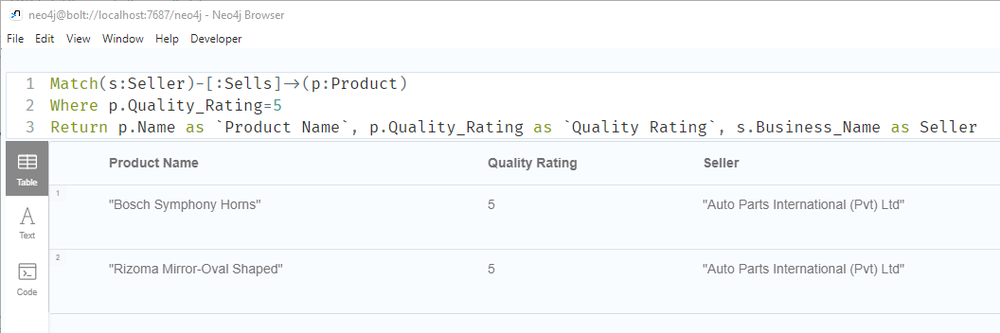 neo4j@bolt://localhost:7687/neo4j - Neo4j Browser
File Edit View Window Help Developer
1 Match(s:Seller)-[:Sells]->(p:Product)
2 Where p.Quality_Rating=5
3 Return p.Name as `Product Name`, p.Quality_Rating as `Quality Rating`, s.Business_Name as Seller
Table
Product Name Quality Rating Seller
1
"Bosch Symphony Horns" 5 "Auto Parts International (Pvt) Ltd"
A
Text
2
"Rizoma Mirror-Oval Shaped" 5 "Auto Parts International (Pvt) Ltd"
Code